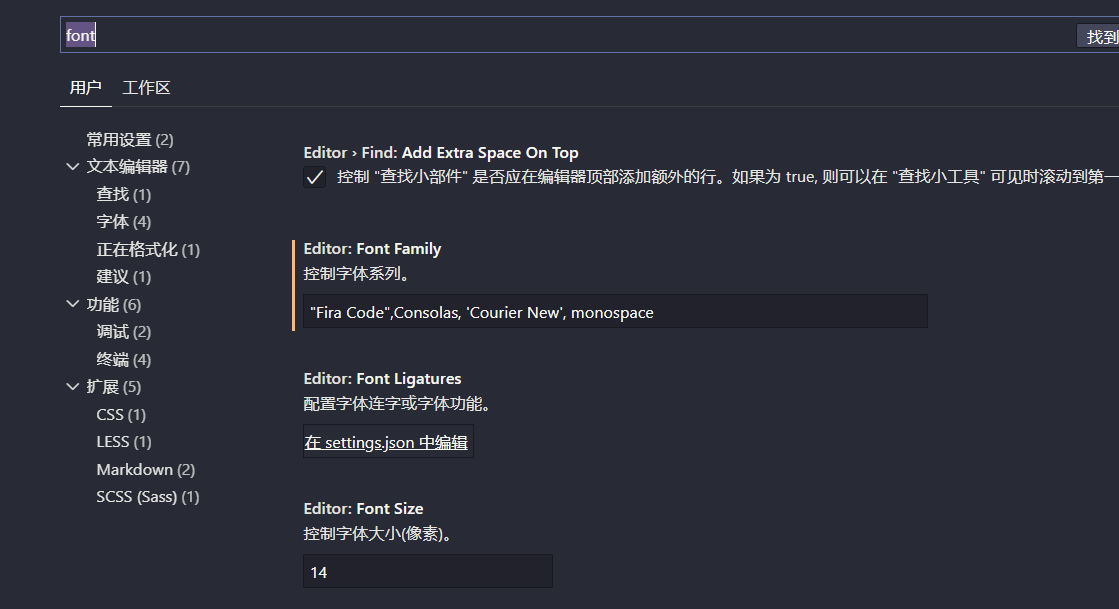 font
找到
用户 工作区
常用设置 (2)
文本编辑器 (7)
查找 (1)
字体 (4)
正在格式化 (1)
建议 (1)
功能 (6)
调试 (2)
终端 (4)
扩展 (5)
CSS (1)
LESS (1)
Markdown (2)
SCSS (Sass) (1)
Editor › Find: Add Extra Space On Top
控制 "查找小部件" 是否应在编辑器顶部添加额外的行。如果为 true, 则可以在 "查找小工具" 可见时滚动到第一
Editor: Font Family
控制字体系列。
"Fira Code",Consolas, 'Courier New', monospace
Editor: Font Ligatures
配置字体连字或字体功能。
在 settings.json 中编辑
Editor: Font Size
控制字体大小(像素)。
14